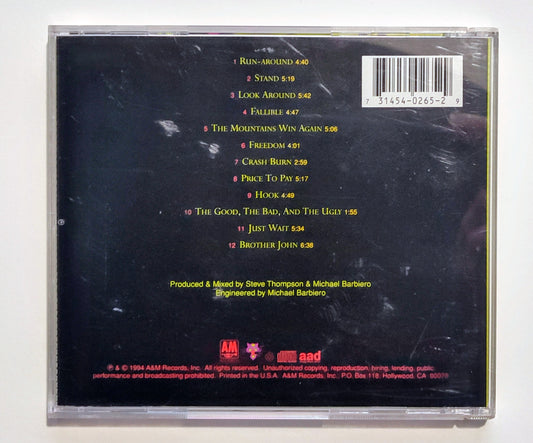 1 RUN-AROUND 4:40
2 STAND 5:19
3 LOOK AROUND 5:42
4 FALLIBLE 4:47
5 THE MOUNTAINS WIN AGAIN 5:06
6 FREEDOM 4:01
7 CRASH BURN 2:59
8 PRICE TO PAY 5:17
9 HOOK 4:49
10 THE GOOD, THE BAD, AND THE UGLY 1:55
11 JUST WAIT 5:34
12 BROTHER JOHN 6:38
7 31454-0265-2 9
Produced & Mixed by Steve Thompson & Michael Barbiero
Engineered by Michael Barbiero
A&M
aad
℗ & © 1994 A&M Records, Inc. All rights reserved. Unauthorized copying, reproduction, hiring, lending, public
performance and broadcasting prohibited. Printed in the U.S.A. A&M Records, Inc., P.O. Box 118, Hollywood, CA 90078